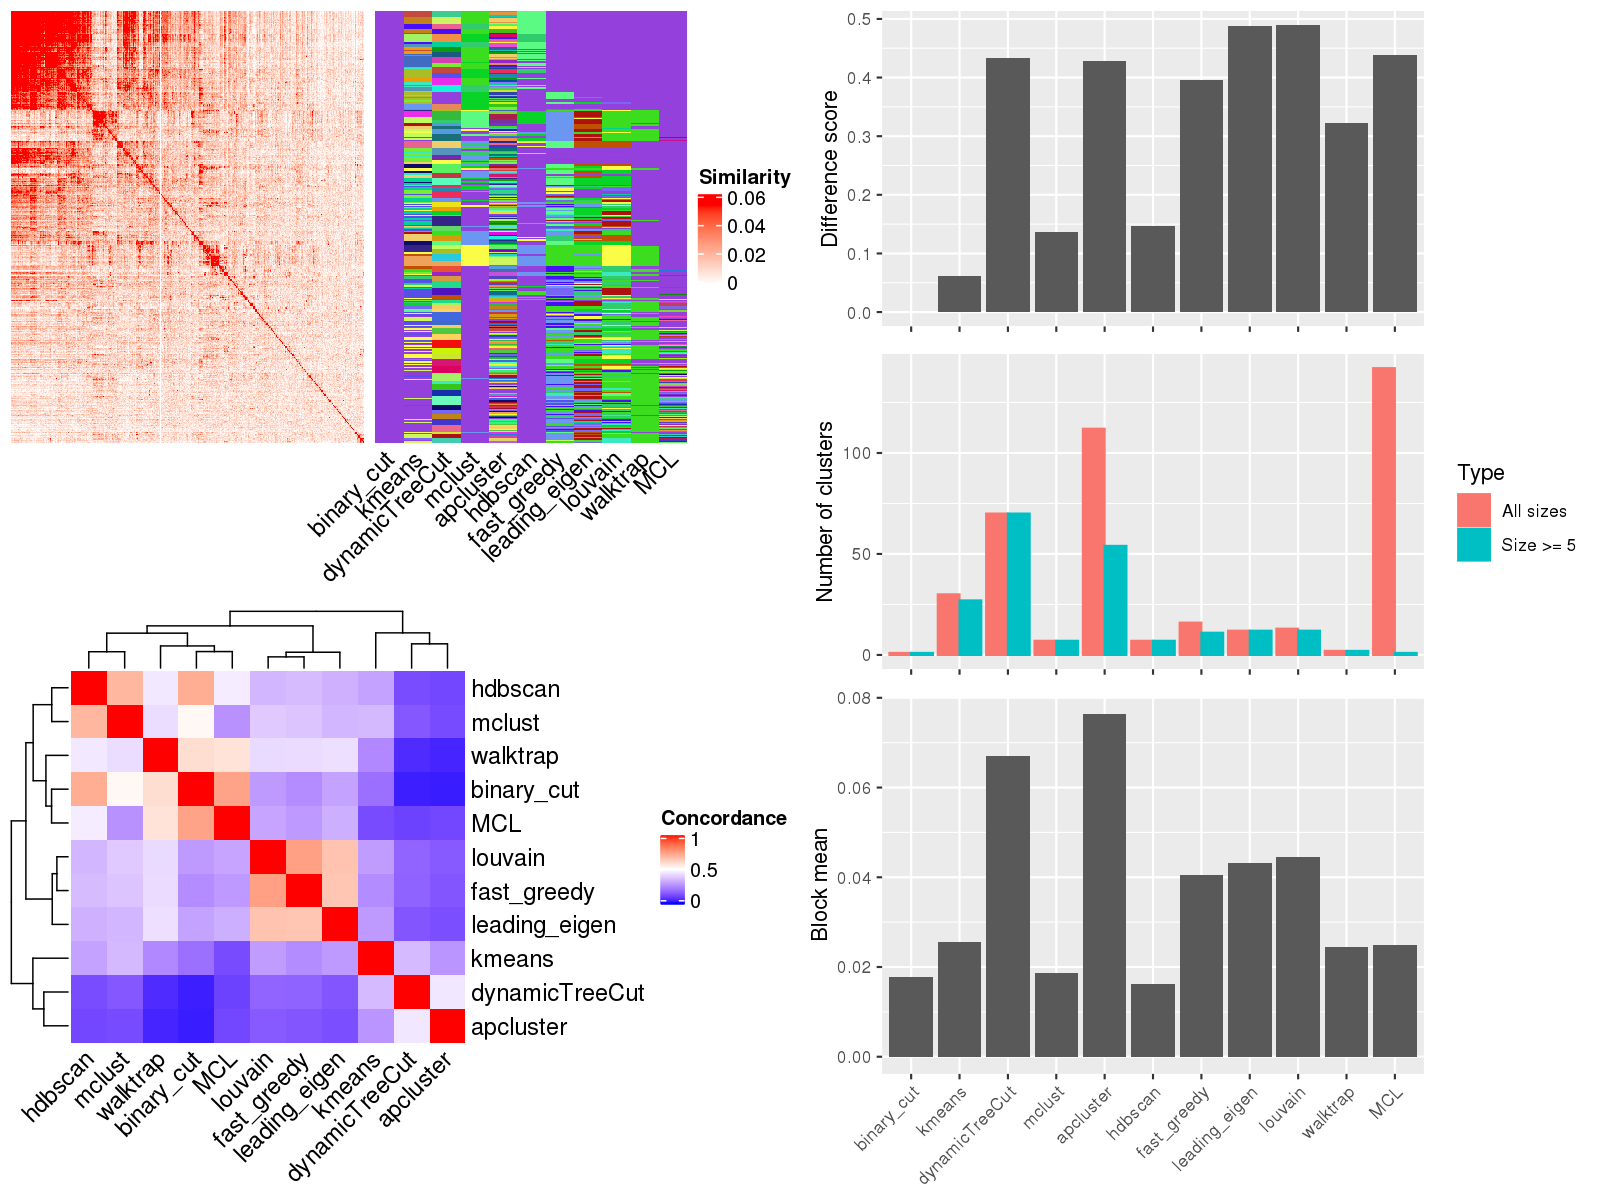 Similarity
0.06
0.04
0.02
0
binary_cut
kmeans
dynamicTreeCut
mclust
apcluster
hdbscan
fast_greedy
leading_eigen
louvain
walktrap
MCL
hdbscan
mclust
walktrap
binary_cut
MCL
louvain
fast_greedy
leading_eigen
kmeans
dynamicTreeCut
apcluster
hdbscan
mclust
walktrap
binary_cut
MCL
louvain
fast_greedy
leading_eigen
kmeans
dynamicTreeCut
apcluster
Concordance
1
0.5
0
Difference score
0.5
0.4
0.3
0.2
0.1
0.0
Number of clusters
100
50
0
Type
All sizes
Size >= 5
Block mean
0.08
0.06
0.04
0.02
0.00
binary_cut
kmeans
dynamicTreeCut
mclust
apcluster
hdbscan
fast_greedy
leading_eigen
louvain
walktrap
MCL